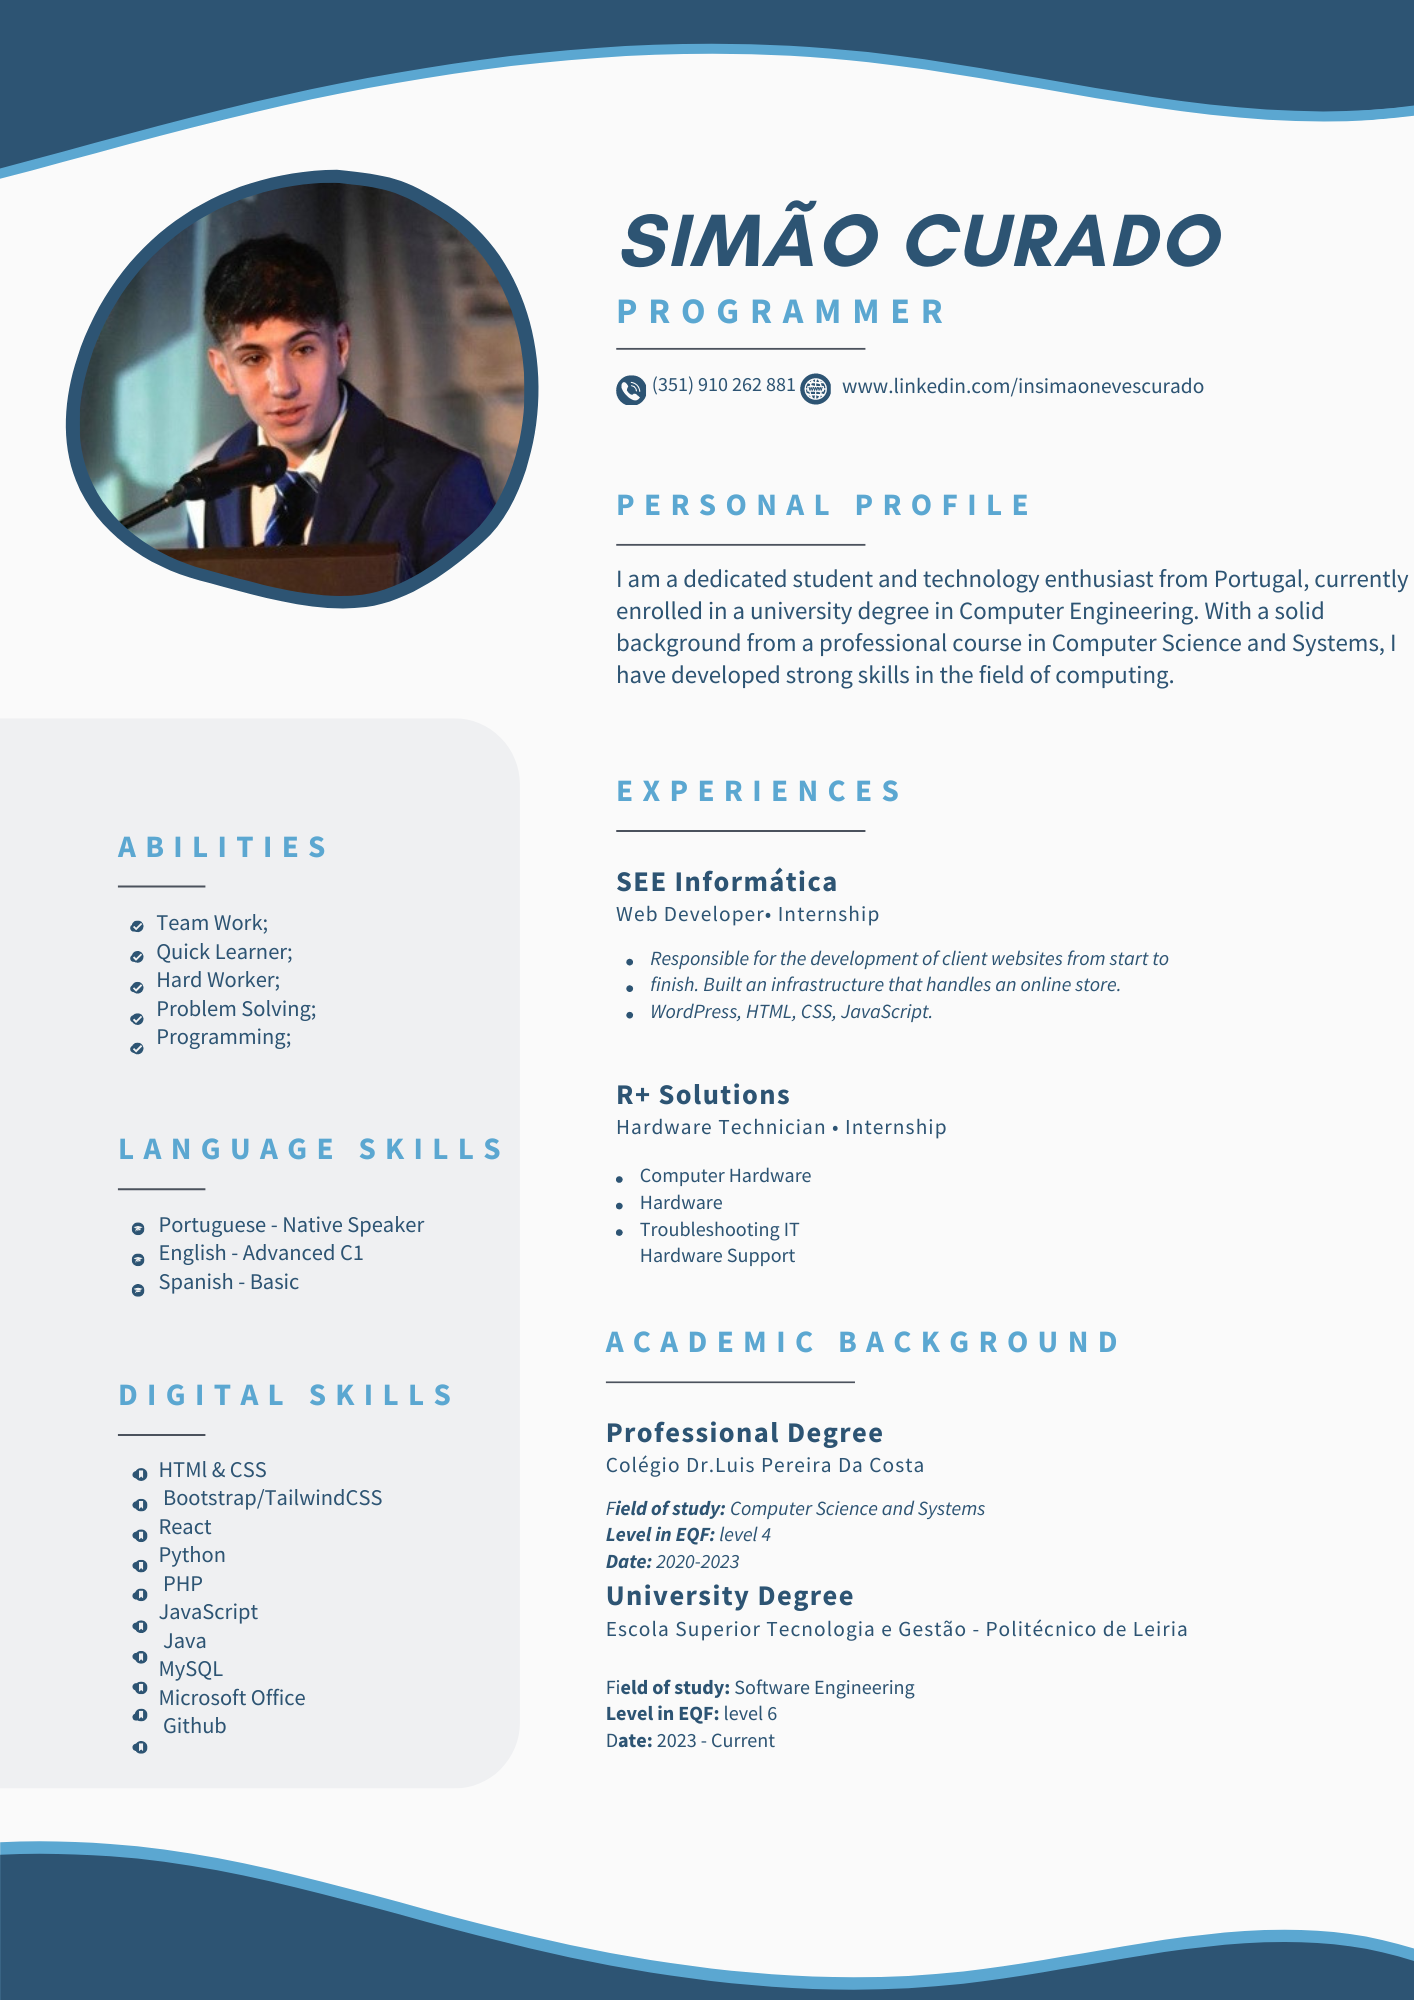 SIMÃO CURADO
PROGRAMMER
(351) 910 262 881 www.linkedin.com/insimaonevescurado
PERSONAL PROFILE
I am a dedicated student and technology enthusiast from Portugal, currently
enrolled in a university degree in Computer Engineering. With a solid
background from a professional course in Computer Science and Systems, I
have developed strong skills in the field of computing.
ABILITIES
Team Work;
Quick Learner;
Hard Worker;
Problem Solving;
Programming;
LANGUAGE SKILLS
Portuguese - Native Speaker
English - Advanced C1
Spanish - Basic
DIGITAL SKILLS
HTMl & CSS
Bootstrap/TailwindCSS
React
Python
PHP
JavaScript
Java
MySQL
Microsoft Office
Github
EXPERIENCES
SEE Informática
Web Developer• Internship
• Responsible for the development of client websites from start to
• finish. Built an infrastructure that handles an online store.
• WordPress, HTML, CSS, JavaScript.
R+ Solutions
Hardware Technician • Internship
• Computer Hardware
• Hardware
• Troubleshooting IT
Hardware Support
ACADEMIC BACKGROUND
Professional Degree
Colégio Dr.Luis Pereira Da Costa
Field of study: Computer Science and Systems
Level in EQF: level 4
Date: 2020-2023
University Degree
Escola Superior Tecnologia e Gestão - Politécnico de Leiria
Field of study: Software Engineering
Level in EQF: level 6
Date: 2023 - Current